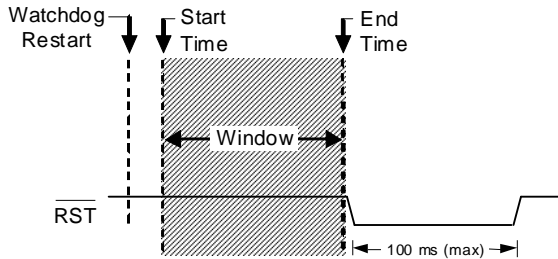 Watchdog
Restart
Start
Time
End
Time
Window
RST
100 ms (max)